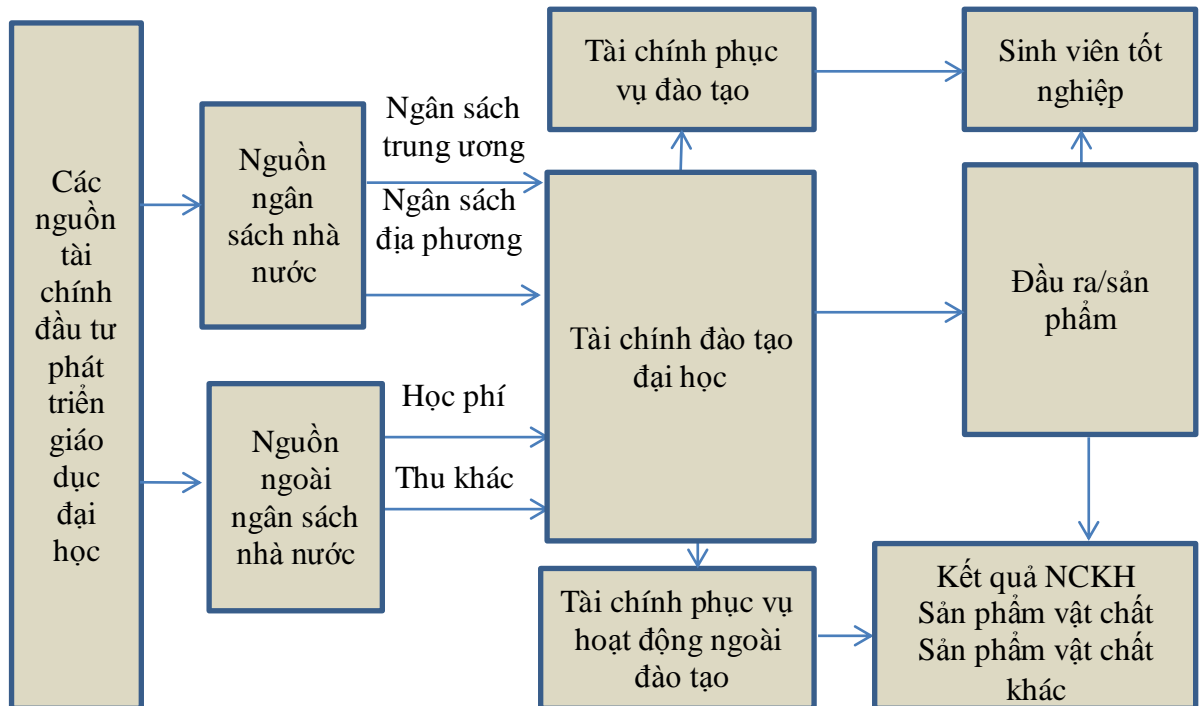 Các
nguồn
tài
chính
đầu tư
phát
triển
giáo
dục
đại
học
Nguồn
ngân
sách nhà
nước
Nguồn
ngoài
ngân sách
nhà nước
Ngân sách
trung ương
Ngân sách
địa phương
Học phí
Thu khác
Tài chính phục
vụ đào tạo
Tài chính đào tạo
đại học
Tài chính phục vụ
hoạt động ngoài
đào tạo
Sinh viên tốt
nghiệp
Đầu ra/sản
phẩm
Kết quả NCKH
Sản phẩm vật chất
Sản phẩm vật chất
khác